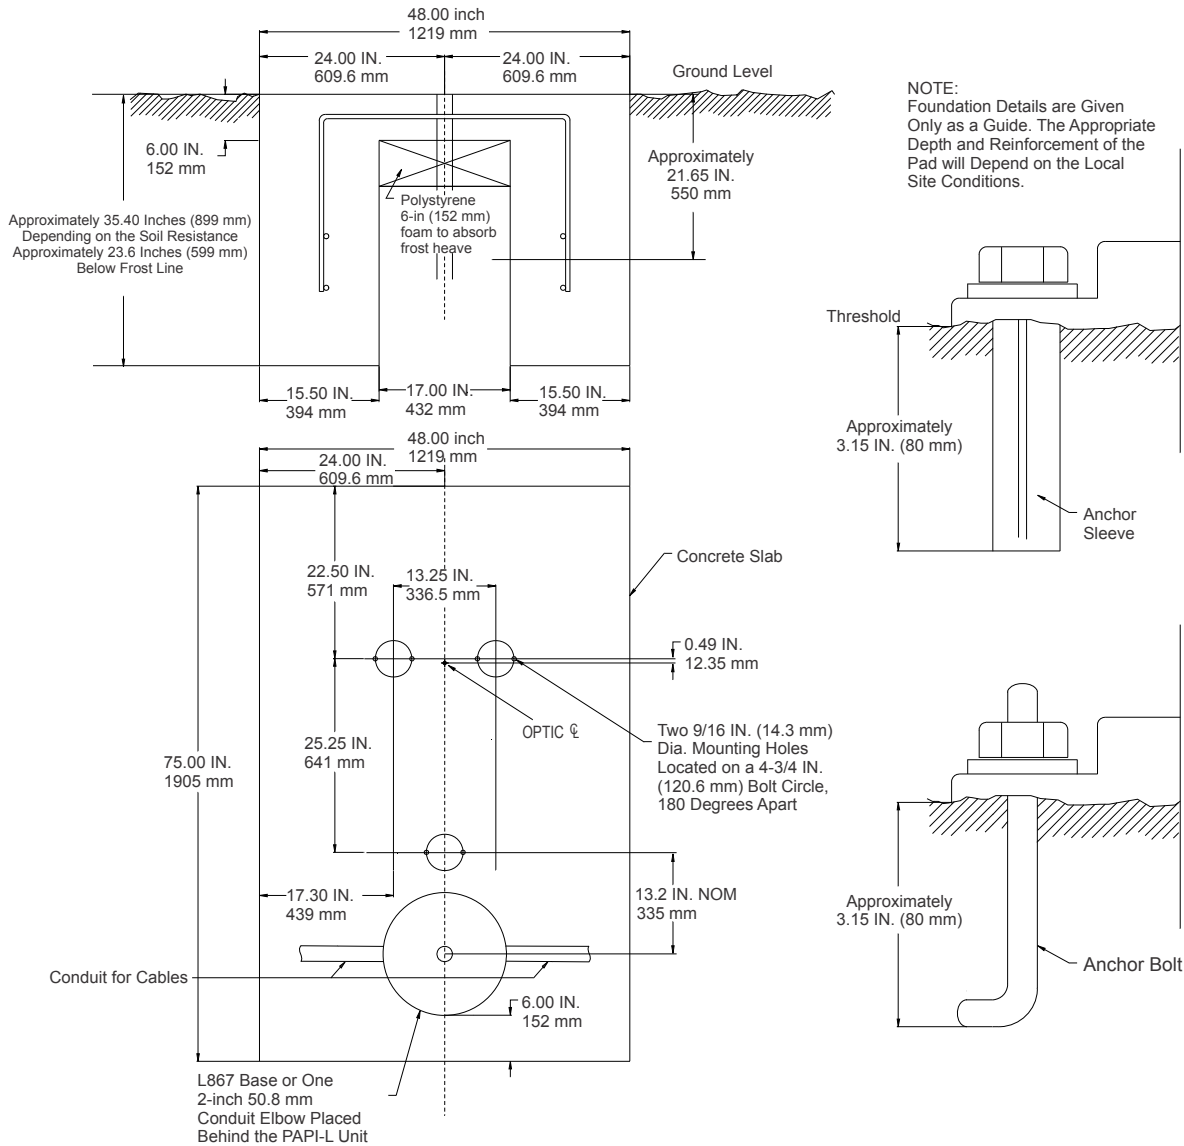 48.00 inch
1219 mm
24.00 IN.
609.6 mm
24.00 IN.
609.6 mm
Ground Level
6.00 IN.
152 mm
Approximately
21.65 IN.
550 mm
Polystyrene
6-in (152 mm)
foam to absorb
frost heave
Approximately 35.40 Inches (899 mm)
Depending on the Soil Resistance
Approximately 23.6 Inches (599 mm)
Below Frost Line
15.50 IN.
394 mm
17.00 IN.
432 mm
15.50 IN.
394 mm
NOTE:
Foundation Details are Given
Only as a Guide. The Appropriate
Depth and Reinforcement of the
Pad will Depend on the Local
Site Conditions.
Threshold
Approximately
3.15 IN. (80 mm)
Anchor
Sleeve
48.00 inch
1219 mm
24.00 IN.
609.6 mm
22.50 IN.
571 mm
13.25 IN.
336.5 mm
Concrete Slab
0.49 IN.
12.35 mm
OPTIC ℄
25.25 IN.
641 mm
75.00 IN.
1905 mm
Two 9/16 IN. (14.3 mm)
Dia. Mounting Holes
Located on a 4-3/4 IN.
(120.6 mm) Bolt Circle,
180 Degrees Apart
17.30 IN.
439 mm
13.2 IN. NOM
335 mm
Conduit for Cables
6.00 IN.
152 mm
L867 Base or One
2-inch 50.8 mm
Conduit Elbow Placed
Behind the PAPI-L Unit
Approximately
3.15 IN. (80 mm)
Anchor Bolt